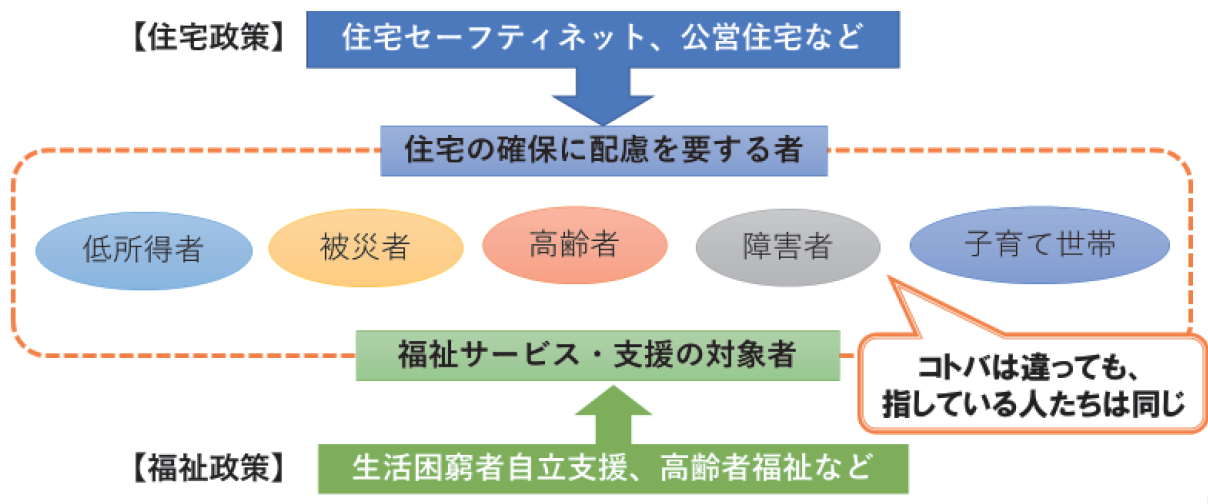 【住宅政策】 住宅セーフティネット、公営住宅など
住宅の確保に配慮を要する者
低所得者 被災者 高齢者 障害者 子育て世帯
福祉サービス・支援の対象者
コトバは違っても、
指している人たちは同じ
【福祉政策】 生活困窮者自立支援、高齢者福祉など